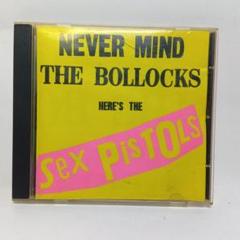 NEVER MIND
THE BOLLOCKS
HERE'S THE
Sex PiSTOLS